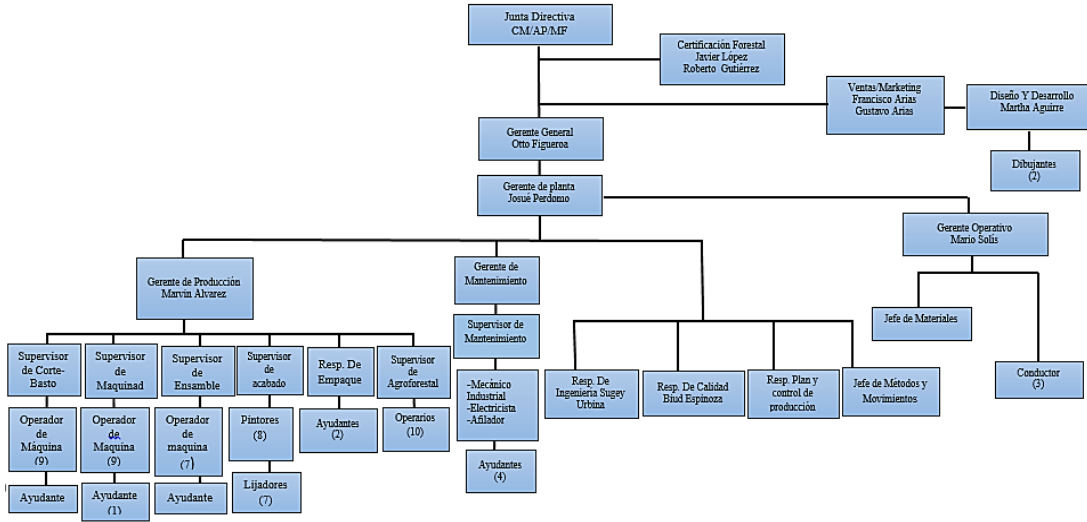 Junta Directiva
CM/AP/MF
Certificación Forestal
Javier López
Roberto Gutiérrez
Ventas/Marketing
Francisco Arias
Gustavo Arias
Diseño Y Desarrollo
Martha Aguirre
Dibujantes
(2)
Gerente General
Otto Figueroa
Gerente de planta
Josué Perdomo
Gerente Operativo
Mario Solís
Jefe de Materiales
Conductor
(3)
Gerente de Producción
Marvin Alvarez
Gerente de
Mantenimiento
Supervisor de
Mantenimiento
-Mecánico
Industrial
-Electricista
-Afilador
Ayudantes
(4)
Supervisor
de Corte-
Basto
Operador
de
Máquina
(9)
Ayudante
Supervisor
de
Maquinad
Operador
de
Maquina
(9)
Ayudante
(1)
Supervisor
de
Ensamble
Operador
de
maquina
(7)
Ayudante
Supervisor
de
acabado
Pintores
(8)
Lijadores
(7)
Resp. De
Empaque
Ayudantes
(2)
Supervisor
de
Agroforestal
Operarios
(10)
Resp. De
Ingenieria Sugey
Urbina
Resp. De Calidad
Biud Espinoza
Resp. Plan y
control de
producción
Jefe de Métodos y
Movimientos